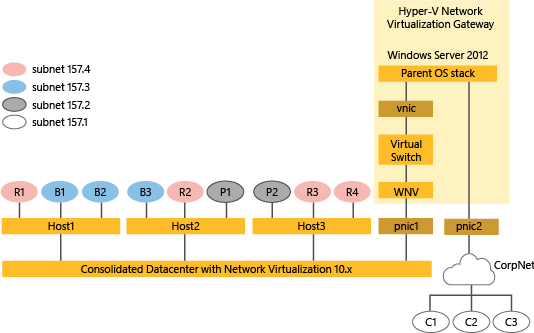 Hyper-V Network
Virtualization Gateway
Windows Server 2012
Parent OS stack
subnet 157.4
subnet 157.3
subnet 157.2
subnet 157.1
vnic
Virtual
Switch
R1 B1 B2 B3 R2 P1 P2 R3 R4 WNV
Host1 Host2 Host3 pnic1 pnic2
Consolidated Datacenter with Network Virtualization 10.x
CorpNet
C1 C2 C3